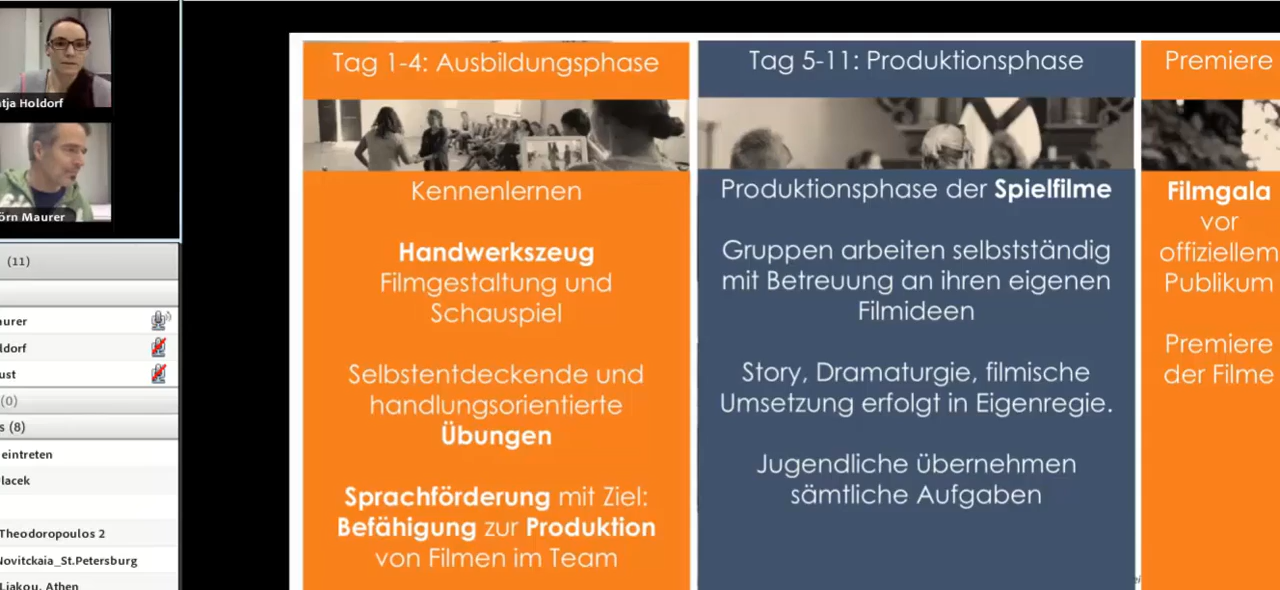 tja Holdorf
örn Maurer
(11)
aurer
ldorf
ust
(0)
s (8)
eintreten
lacek
Theodoropoulos 2
Novitckaia_St.Petersburg
Liakou, Athen
Tag 1-4: Ausbildungsphase
Kennenlernen
Handwerkszeug
Filmgestaltung und
Schauspiel
Selbstentdeckende und
handlungsorientierte
Übungen
Sprachförderung mit Ziel:
Befähigung zur Produktion
von Filmen im Team
Tag 5-11: Produktionsphase
Produktionsphase der Spielfilme
Gruppen arbeiten selbstständig
mit Betreuung an ihren eigenen
Filmideen
Story, Dramaturgie, filmische
Umsetzung erfolgt in Eigenregie.
Jugendliche übernehmen
sämtliche Aufgaben
Premiere
Filmgala
vor
offiziellem
Publikum
Premiere
der Filme